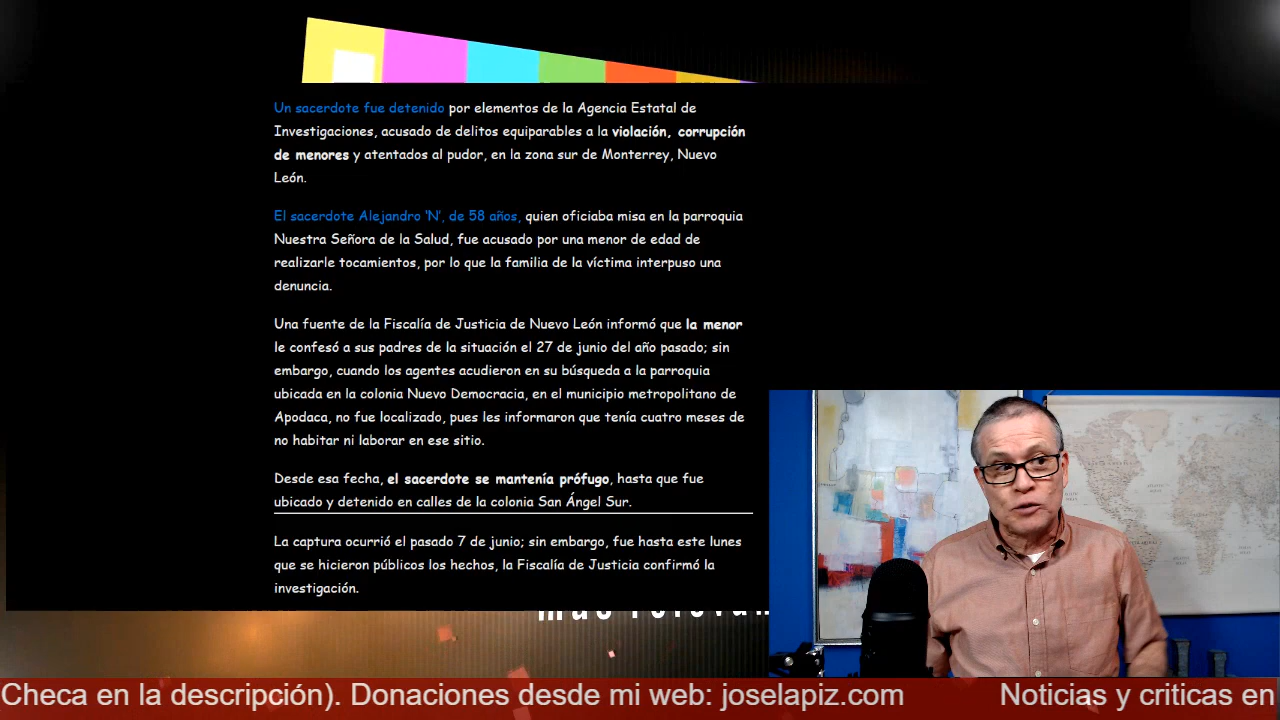 Un sacerdote fue detenido por elementos de la Agencia Estatal de
Investigaciones, acusado de delitos equiparables a la violación, corrupción
de menores y atentados al pudor, en la zona sur de Monterrey, Nuevo
León.
El sacerdote Alejandro ‘N’, de 58 años, quien oficiaba misa en la parroquia
Nuestra Señora de la Salud, fue acusado por una menor de edad de
realizarle tocamientos, por lo que la familia de la víctima interpuso una
denuncia.
Una fuente de la Fiscalía de Justicia de Nuevo León informó que la menor
le confesó a sus padres de la situación el 27 de junio del año pasado; sin
embargo, cuando los agentes acudieron en su búsqueda a la parroquia
ubicada en la colonia Nuevo Democracia, en el municipio metropolitano de
Apodaca, no fue localizado, pues les informaron que tenía cuatro meses de
no habitar ni laborar en ese sitio.
Desde esa fecha, el sacerdote se mantenía prófugo, hasta que fue
ubicado y detenido en calles de la colonia San Ángel Sur.
La captura ocurrió el pasado 7 de junio; sin embargo, fue hasta este lunes
que se hicieron públicos los hechos, la Fiscalía de Justicia confirmó la
investigación.
Checa en la descripción). Donaciones desde mi web: joselapiz.com Noticias y criticas en